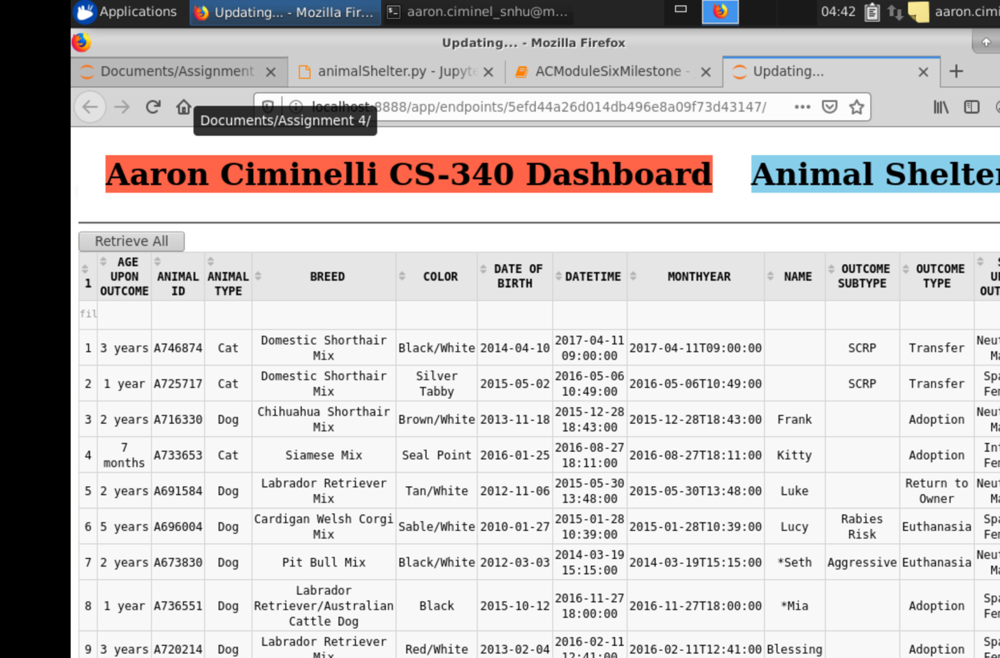 Applications Updating... - Mozilla Fir... aaron.ciminel_snhu@m... 04:42 aaron.cimi
Updating... - Mozilla Firefox
Documents/Assignment animalShelter.py - Jupyte ACModuleSixMilestone - Updating...
localhost:8888/app/endpoints/5efd44a26d014db496e8a09f73d43147/
Documents/Assignment 4/
Aaron Ciminelli CS-340 Dashboard Animal Shelter
Retrieve All
1 AGE UPON OUTCOME ANIMAL ID ANIMAL TYPE BREED COLOR DATE OF BIRTH DATETIME MONTHYEAR NAME OUTCOME SUBTYPE OUTCOME TYPE
fil
1 3 years A746874 Cat Domestic Shorthair Mix Black/White 2014-04-10 2017-04-11 09:00:00 2017-04-11T09:00:00 SCRP Transfer Neu Ma
2 1 year A725717 Cat Domestic Shorthair Mix Silver Tabby 2015-05-02 2016-05-06 10:49:00 2016-05-06T10:49:00 SCRP Transfer Spa Fem
3 2 years A716330 Dog Chihuahua Shorthair Mix Brown/White 2013-11-18 2015-12-28 18:43:00 2015-12-28T18:43:00 Frank Adoption Neu Ma
4 7 months A733653 Cat Siamese Mix Seal Point 2016-01-25 2016-08-27 18:11:00 2016-08-27T18:11:00 Kitty Adoption Int Fem
5 2 years A691584 Dog Labrador Retriever Mix Tan/White 2012-11-06 2015-05-30 13:48:00 2015-05-30T13:48:00 Luke Return to Owner Neu Ma
6 5 years A696004 Dog Cardigan Welsh Corgi Mix Sable/White 2010-01-27 2015-01-28 10:39:00 2015-01-28T10:39:00 Lucy Rabies Risk Euthanasia Spa Fem
7 2 years A673830 Dog Pit Bull Mix Black/White 2012-03-03 2014-03-19 15:15:00 2014-03-19T15:15:00 *Seth Aggressive Euthanasia Neu Ma
8 1 year A736551 Dog Labrador Retriever/Australian Cattle Dog Black 2015-10-12 2016-11-27 18:00:00 2016-11-27T18:00:00 *Mia Adoption Spa Fem
9 3 years A720214 Dog Labrador Retriever Mix Red/White 2013-02-04 2016-02-11 12:41:00 2016-02-11T12:41:00 Blessing Adoption Spa